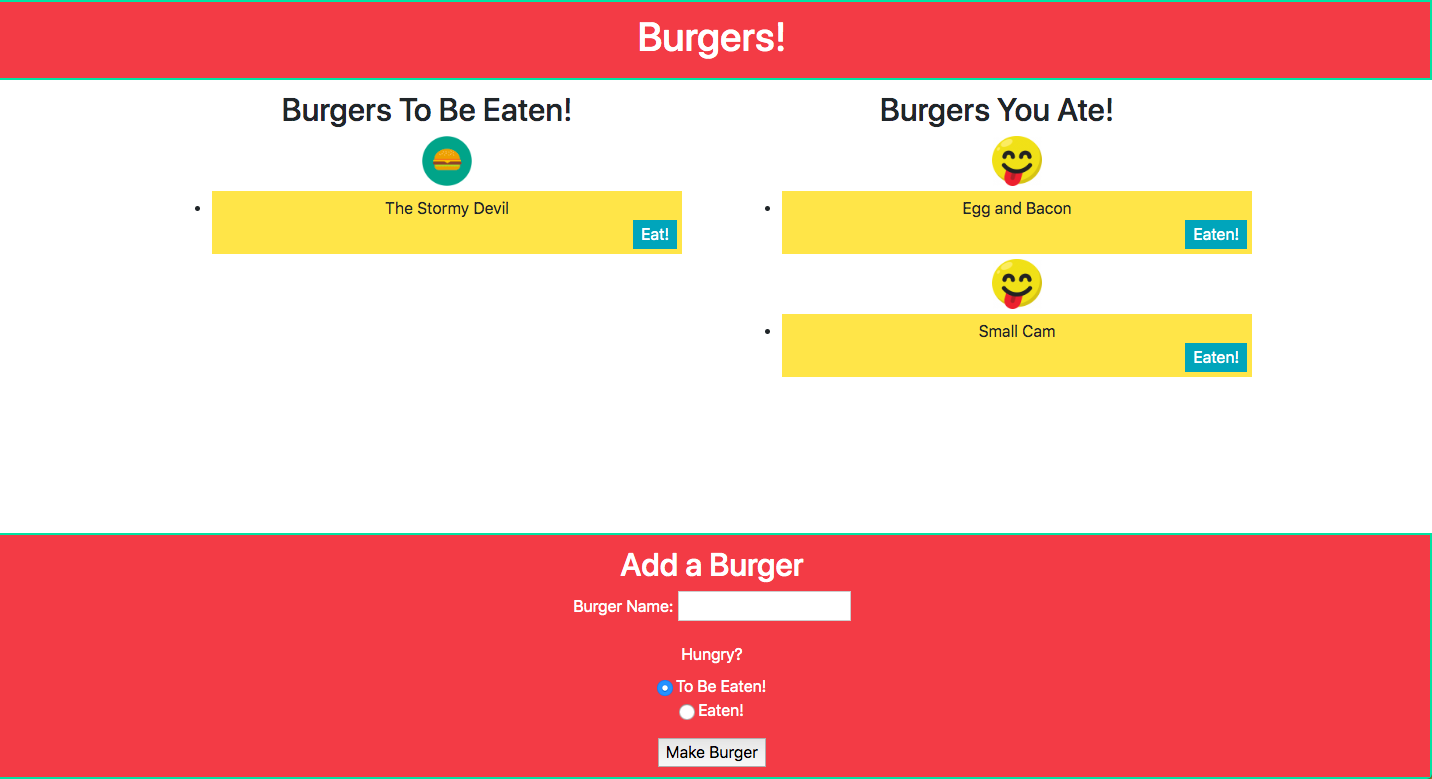 Burgers!
Burgers To Be Eaten!
The Stormy Devil
Eat!
Burgers You Ate!
Egg and Bacon
Eaten!
Small Cam
Eaten!
Add a Burger
Burger Name:
Hungry?
To Be Eaten!
Eaten!
Make Burger